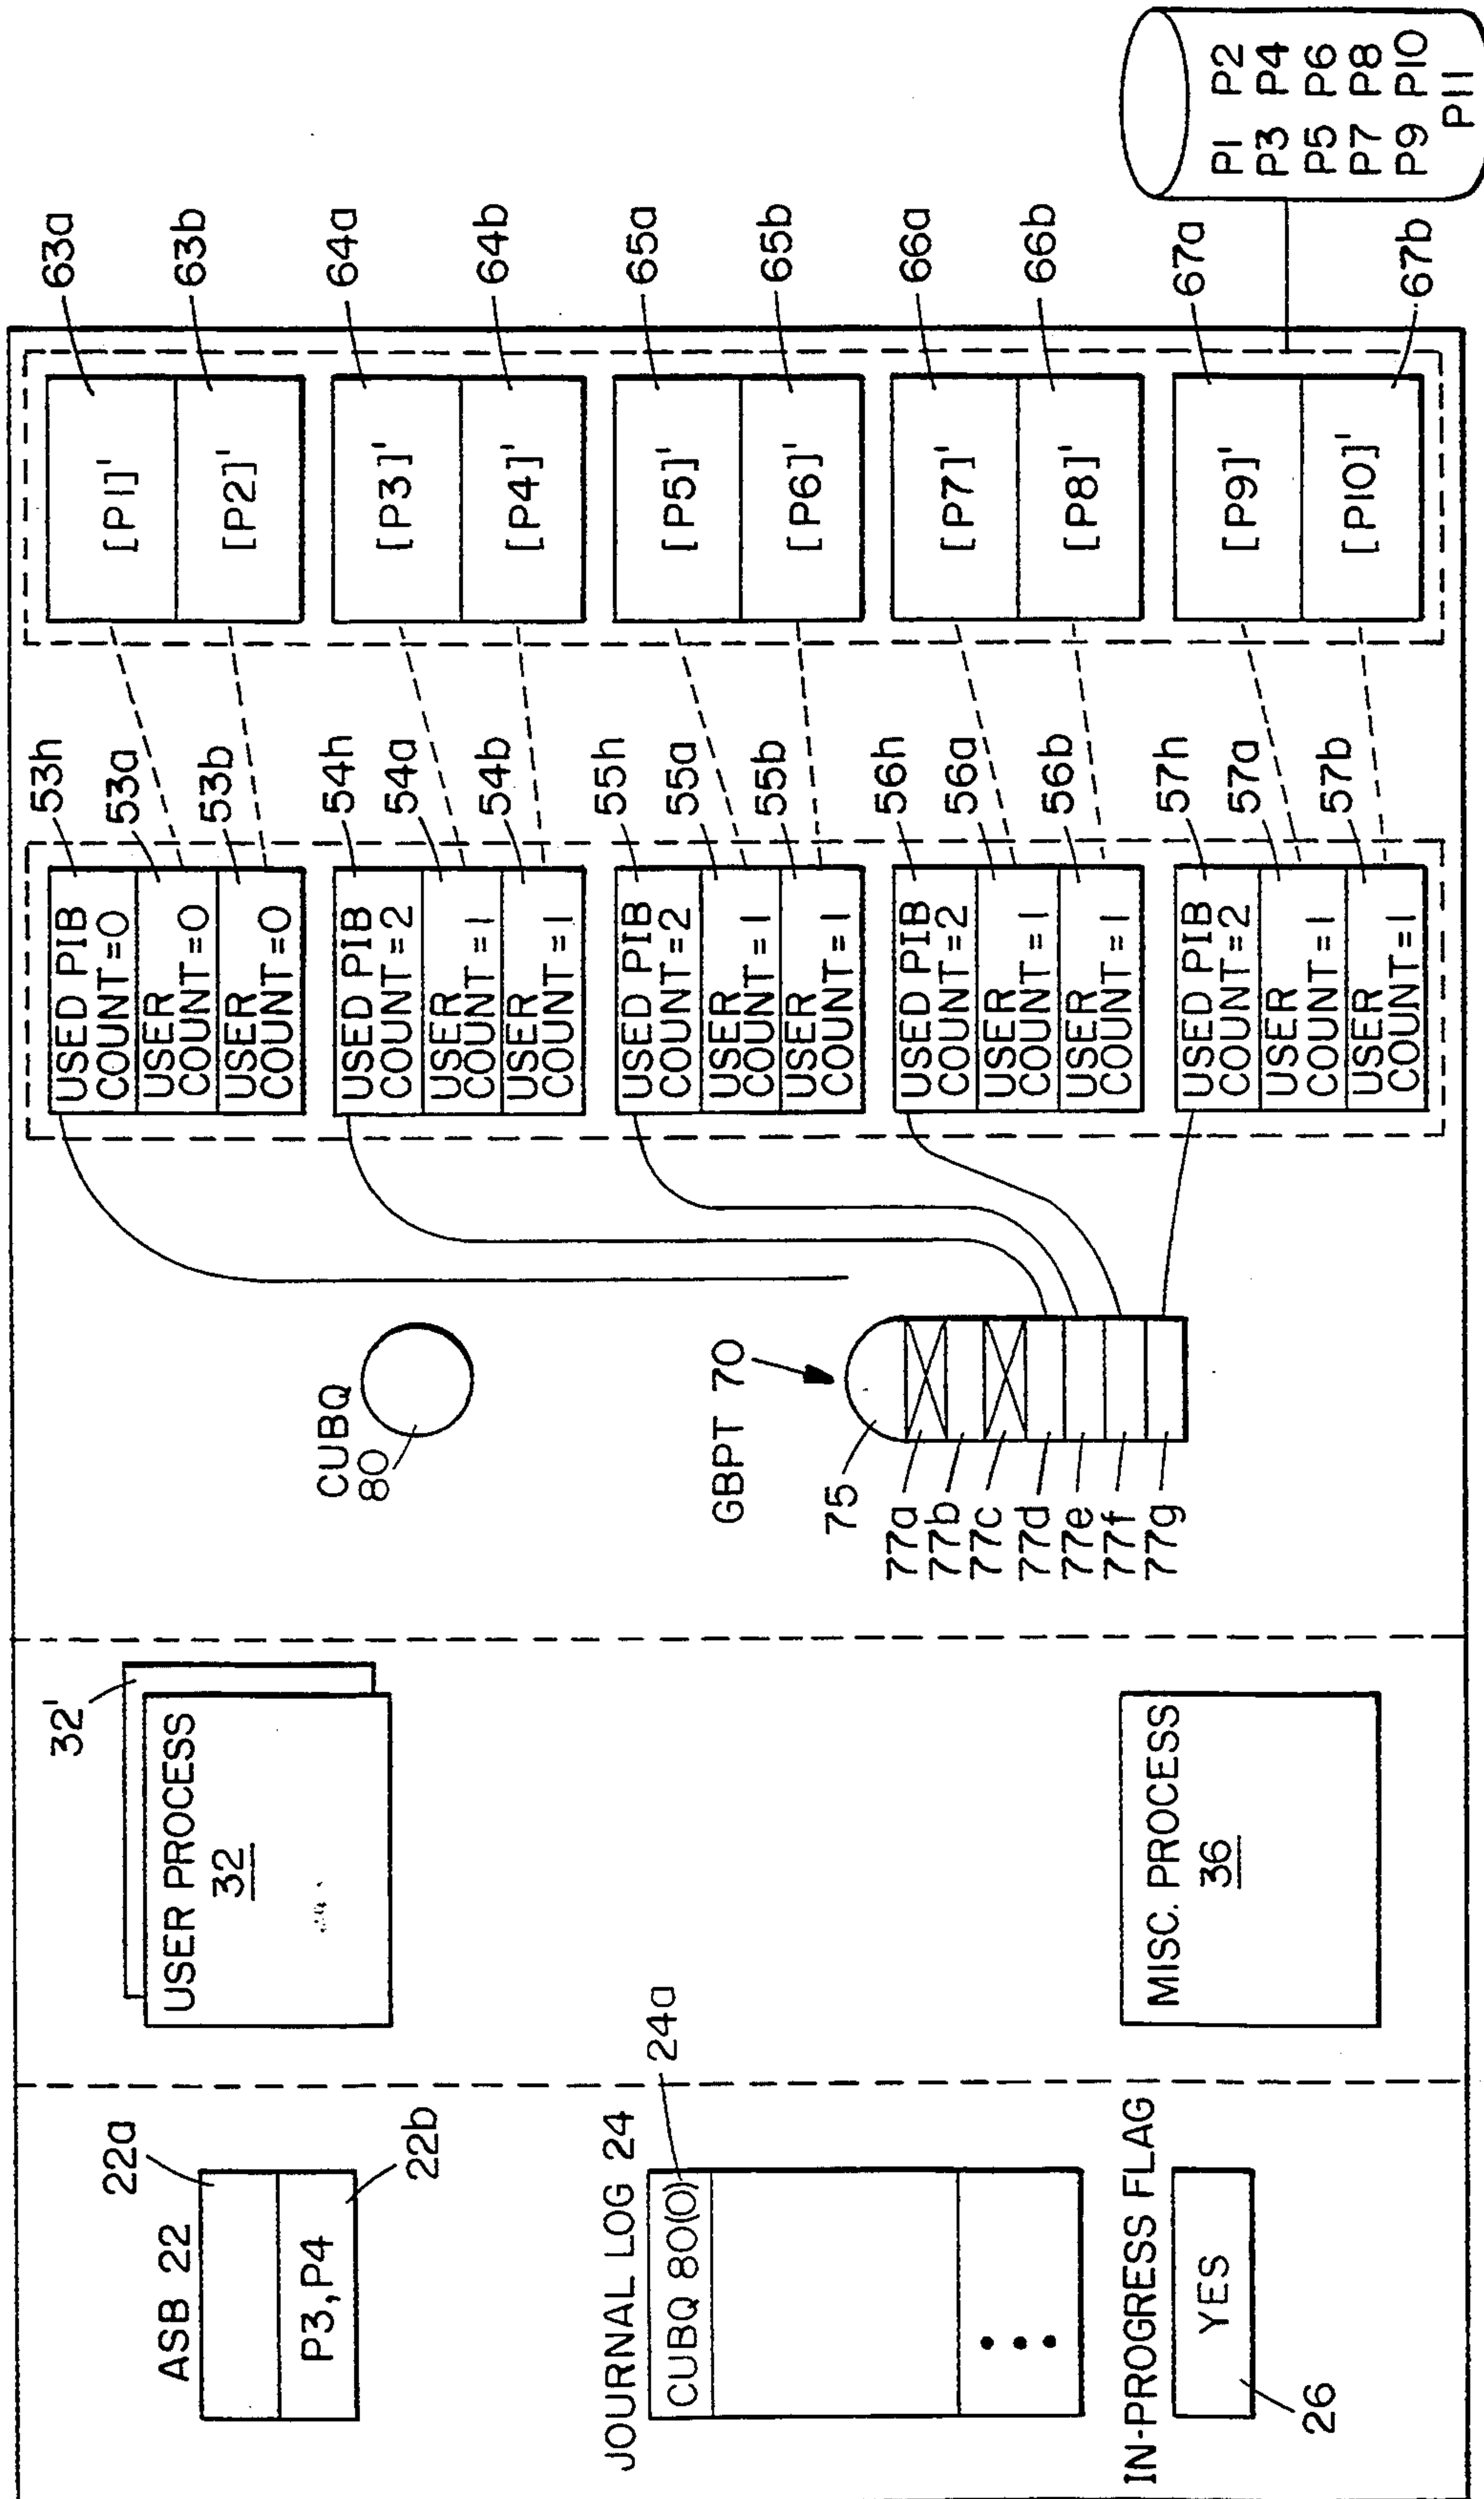 ASB 22
22a
P3,P4
22b
JOURNAL LOG 24
24a
CUBQ 80(0)
IN-PROGRESS FLAG
YES
26
32'
USER PROCESS
32
MISC. PROCESS
36
CUBQ
80
GBPT 70
75
77a
77b
77c
77d
77e
77f
77g
53h
USED PIB
COUNT=0
53a
USER
COUNT=0
53b
USER
COUNT=0
54h
USED PIB
COUNT=2
54a
USER
COUNT=1
54b
USER
COUNT=1
55h
USED PIB
COUNT=2
55a
USER
COUNT=1
55b
USER
COUNT=1
56h
USED PIB
COUNT=2
56a
USER
COUNT=1
56b
USER
COUNT=1
57h
USED PIB
COUNT=2
57a
USER
COUNT=1
57b
USER
COUNT=1
63a
[P1]'
63b
[P2]'
64a
[P3]'
64b
[P4]'
65a
[P5]'
65b
[P6]'
66a
[P7]'
66b
[P8]'
67a
[P9]'
67b
[P10]'
P1 P2
P3 P4
P5 P6
P7 P8
P9 P10
P11